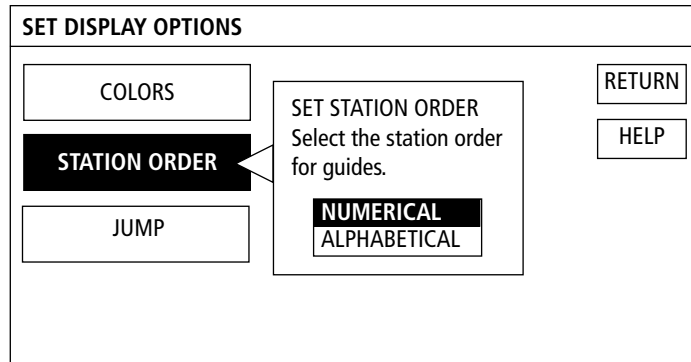 SET DISPLAY OPTIONS
COLORS
STATION ORDER
JUMP
SET STATION ORDER
Select the station order
for guides.
NUMERICAL
ALPHABETICAL
RETURN
HELP